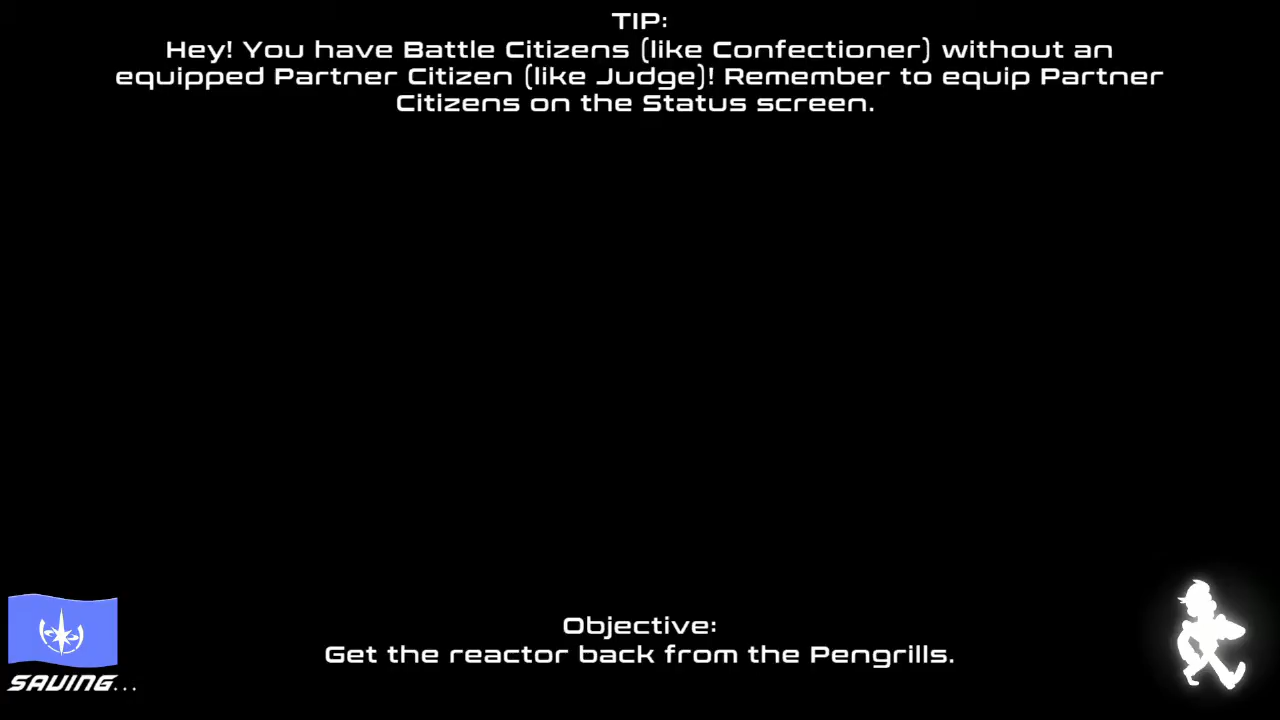 TIP:
Hey! You have Battle Citizens (like Confectioner) without an
equipped Partner Citizen (like Judge)! Remember to equip Partner
Citizens on the Status screen.
Objective:
Get the reactor back from the Pengrills.
SAVING...